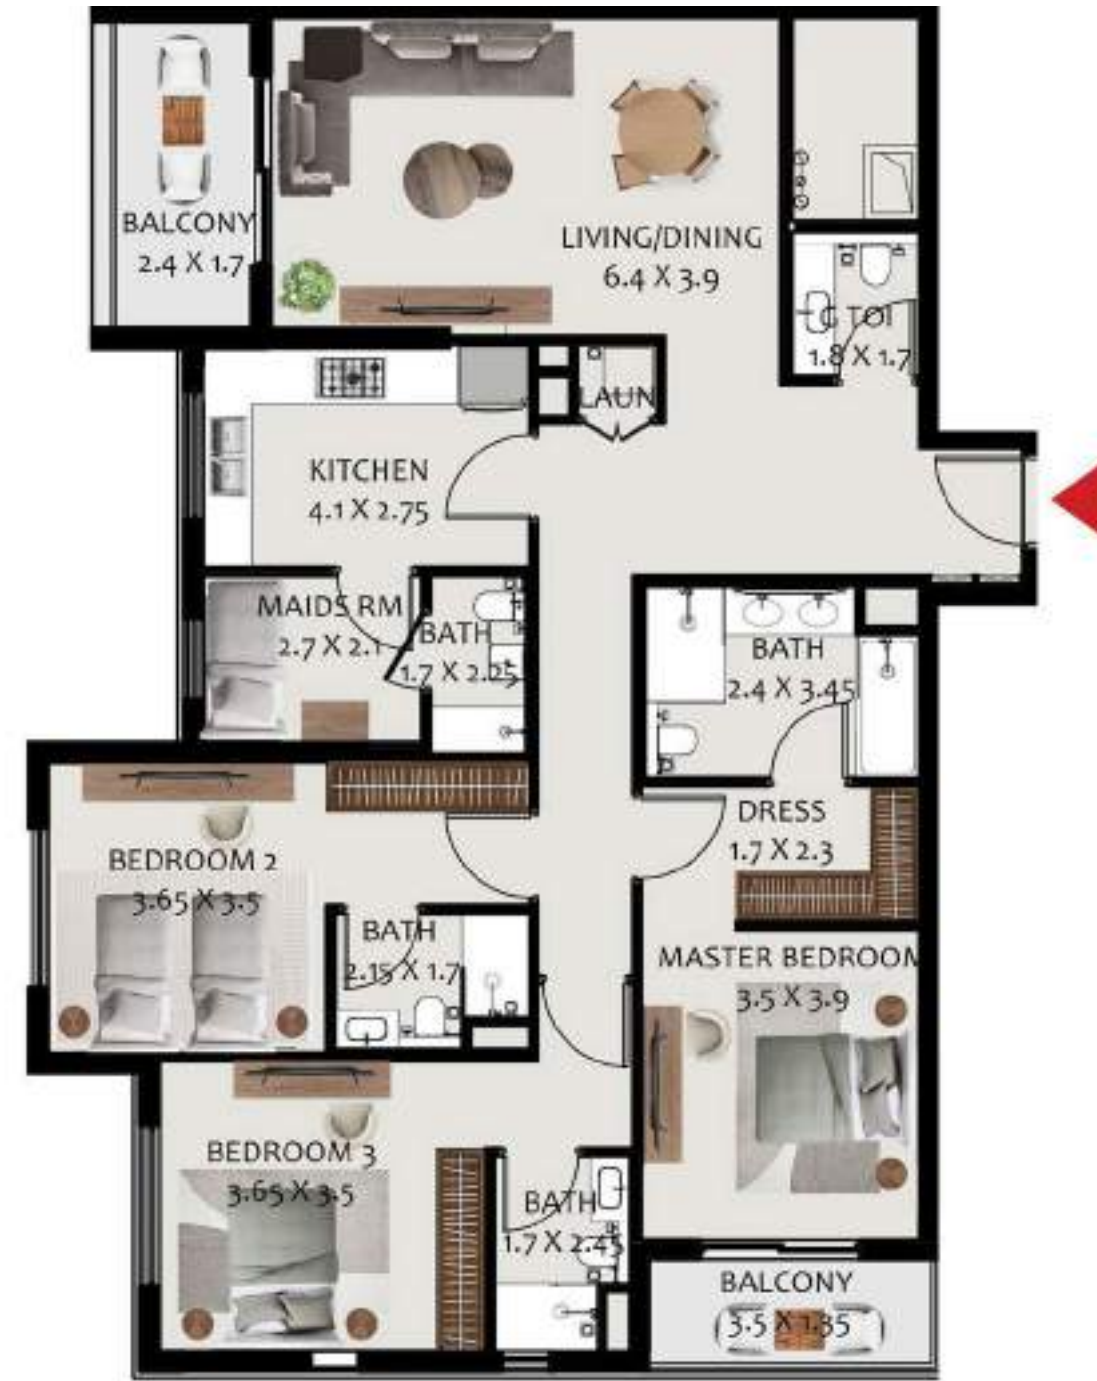 BALCONY
2.4 X 1.7
LIVING/DINING
6.4 X 3.9
C TOI
1.8 X 1.7
LAUN
KITCHEN
4.1 X 2.75
MAIDS RM
2.7 X 2.1
BATH
1.7 X 2.25
BATH
2.4 X 3.45
DRESS
1.7 X 2.3
BEDROOM 2
3.65 X 3.5
BATH
2.15 X 1.7
MASTER BEDROOM
3.5 X 3.9
BEDROOM 3
3.65 X 3.5
BATH
1.7 X 2.45
BALCONY
3.5 X 1.35